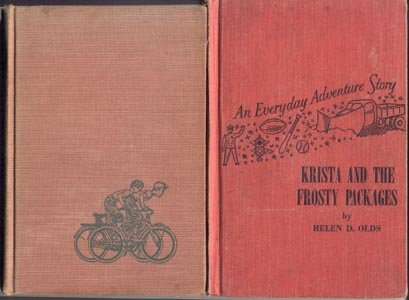 An Everyday Adventure Story
KRISTA AND THE
FROSTY PACKAGES
by
HELEN D. OLDS